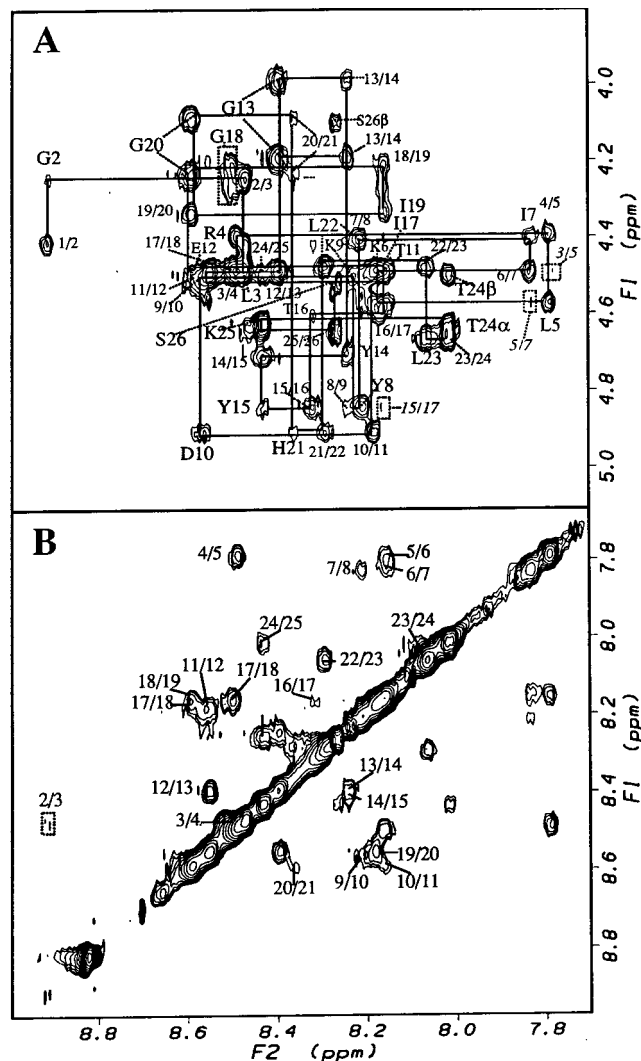 A
4.0
G13
13/14
S26β
G20
G18
20/21
13/14
4.2
G2
2/3
18/19
19/20
I19
L22
7/8
I17
I7
4/5
4.4
1/2
R4
17/18
E12
24/25
K9
K6
T11
22/23
3/5
11/12
3/4
L3
12/13
6/7
T24β
9/10
S26
T16
5/7
L5
4.6
K25
25/26
16/17
T24α
14/15
Y14
L23
23/24
Y15
15/16
8/9
Y8
15/17
4.8
D10
H21
21/22
10/11
5.0
F1 (ppm)
B
4/5
7/8
5/6
6/7
7.8
24/25
23/24
22/23
8.0
18/19
11/12
17/18
17/18
16/17
8.2
13/14
12/13
2/3
14/15
8.4
3/4
19/20
20/21
9/10
10/11
8.6
8.8
F1 (ppm)
8.8 8.6 8.4 8.2 8.0 7.8
F2 (ppm)